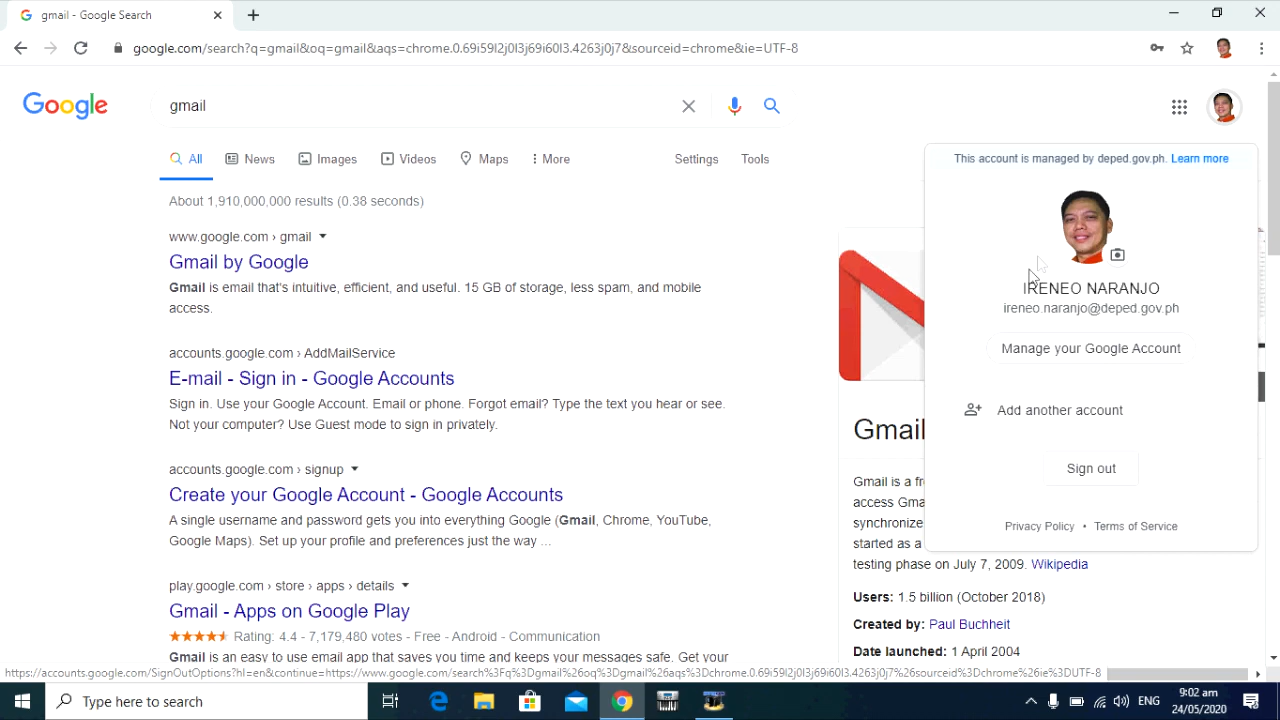 gmail - Google Search
google.com/search?q=gmail&oq=gmail&aqs=chrome.0.69i59l2j0l3j69i60l3.4263j0j7&sourceid=chrome&ie=UTF-8
Google
gmail
All
News
Images
Videos
Maps
More
Settings
Tools
About 1,910,000,000 results (0.38 seconds)
www.google.com › gmail
Gmail by Google
Gmail is email that's intuitive, efficient, and useful. 15 GB of storage, less spam, and mobile
access.
accounts.google.com › AddMailService
E-mail - Sign in - Google Accounts
Sign in. Use your Google Account. Email or phone. Forgot email? Type the text you hear or see.
Not your computer? Use Guest mode to sign in privately.
accounts.google.com › signup
Create your Google Account - Google Accounts
A single username and password gets you into everything Google (Gmail, Chrome, YouTube,
Google Maps). Set up your profile and preferences just the way ...
play.google.com › store › apps › details
Gmail - Apps on Google Play
Rating: 4.4 - 7,179,480 votes - Free - Android - Communication
Gmail is an easy to use email app that saves you time and keeps your messages safe. Get your
This account is managed by deped.gov.ph. Learn more
IRENEO NARANJO
ireneo.naranjo@deped.gov.ph
Manage your Google Account
Add another account
Sign out
Privacy Policy • Terms of Service
Gmail
Gmail is a fr
access Gma
synchronize
started as a
testing phase on July 7, 2009. Wikipedia
Users: 1.5 billion (October 2018)
Created by: Paul Buchheit
Date launched: 1 April 2004
https://accounts.google.com/SignOutOptions?hl=en&continue=https://www.google.com/search%3Fq%3Dgmail%26oq%3Dgmail%26aqs%3Dchrome.0.69i59l2j0l3j69i60l3.4263j0j7%26sourceid%3Dchrome%26ie%3DUTF-8
Type here to search
ENG
9:02 am
24/05/2020